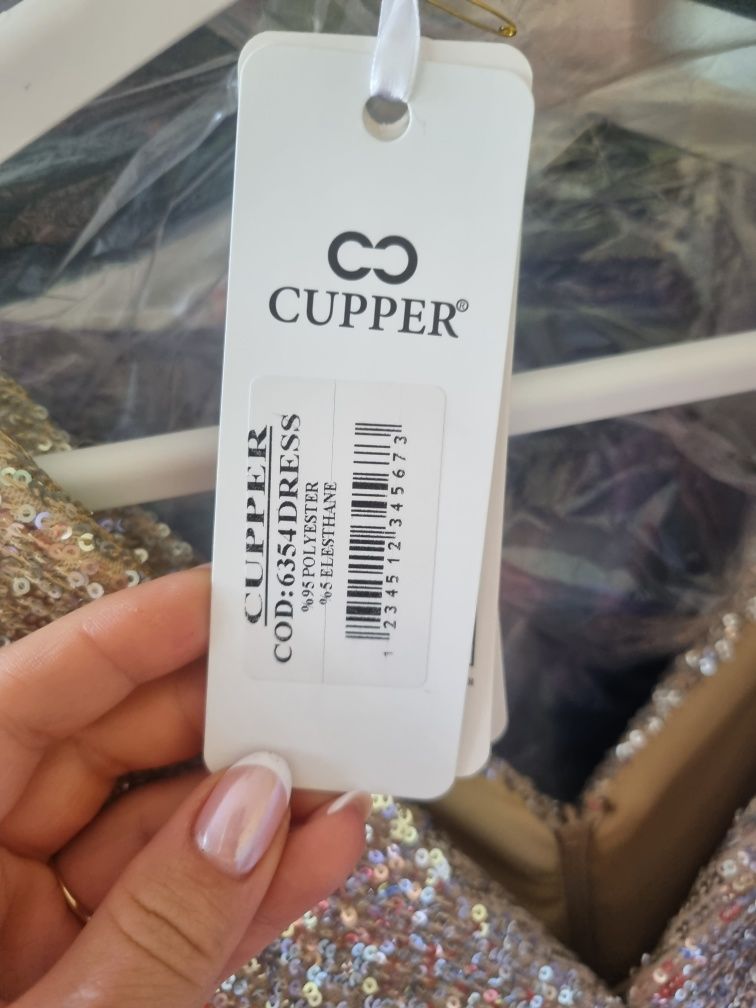 CUPPER®
CUPPER
COD:6354DRESS
%95 POLYESTER
%5 ELESTHANE
1 234512 345673